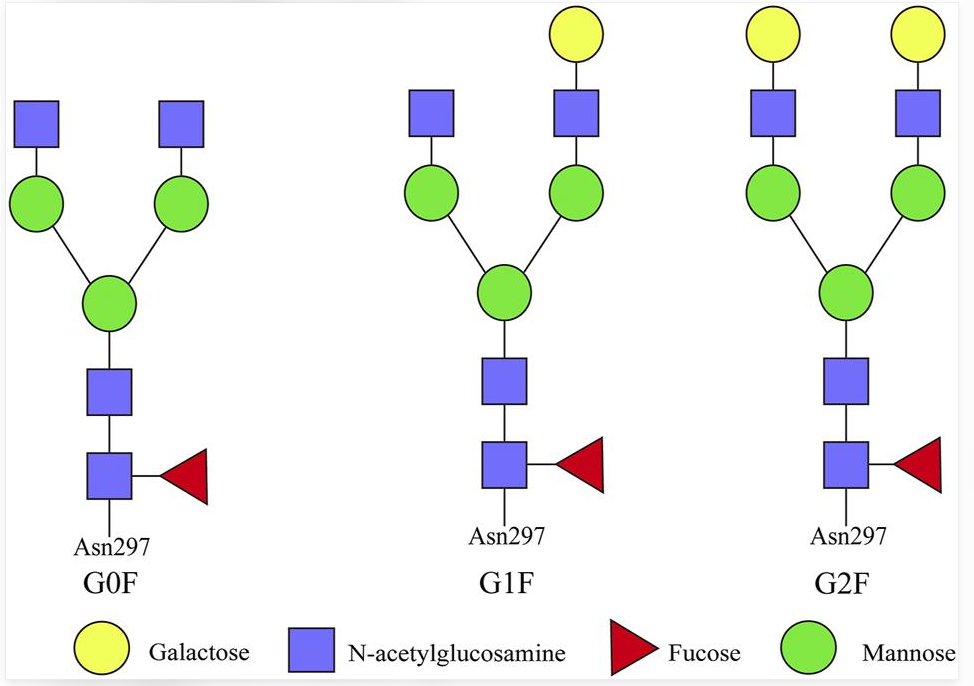 Asn297
G0F
Asn297
G1F
Asn297
G2F
Galactose
N-acetylglucosamine
Fucose
Mannose